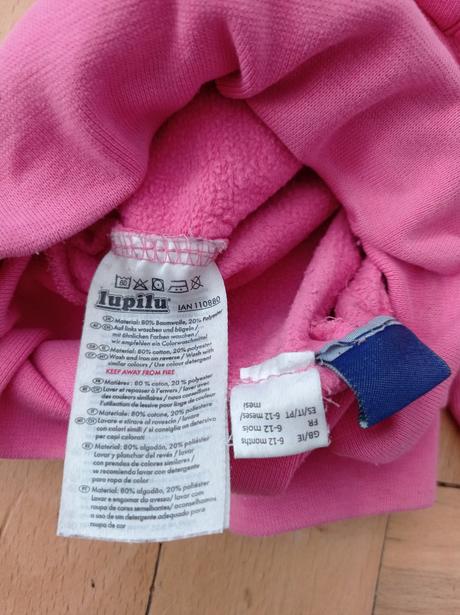 60
lupilu®
IAN 110980
Material: 80% Baumwolle, 20% Polyester
Auf links waschen und bügeln /
mit ähnlichen Farben waschen /
wir empfehlen ein Colorwaschmittel
Material: 80% cotton, 20% polyester
Wash and Iron on reverse / Wash with
similar colours / Use colour detergent
KEEP AWAY FROM FIRE
Matières: 80 % coton, 20 % polyester
Laver et repasser à l'envers / laver avec
des couleurs similaires / nous conseillons
l'utilisation de lessive pour linge de couleur
Materiale: 80% cotone, 20% poliestere
Lavare e stirare al rovescio / lavare
con colori simili / si consiglia un detersivo
per capi colorati
Material: 80% algodón, 20% poliéster
Lavar y planchar del revés / lavar
con prendas de colores similares /
se recomienda lavar con detergente
para ropa de color
Material: 80% algodão, 20% poliéster
Lavar e engomar do avesso / lavar com
roupa de cores semelhantes / aconselhamos
o uso de um detergente adequado para
roupa de cor
GB/IE 6-12 months
FR 6-12 mois
ES/IT/PT 6-12 meses/
mesi